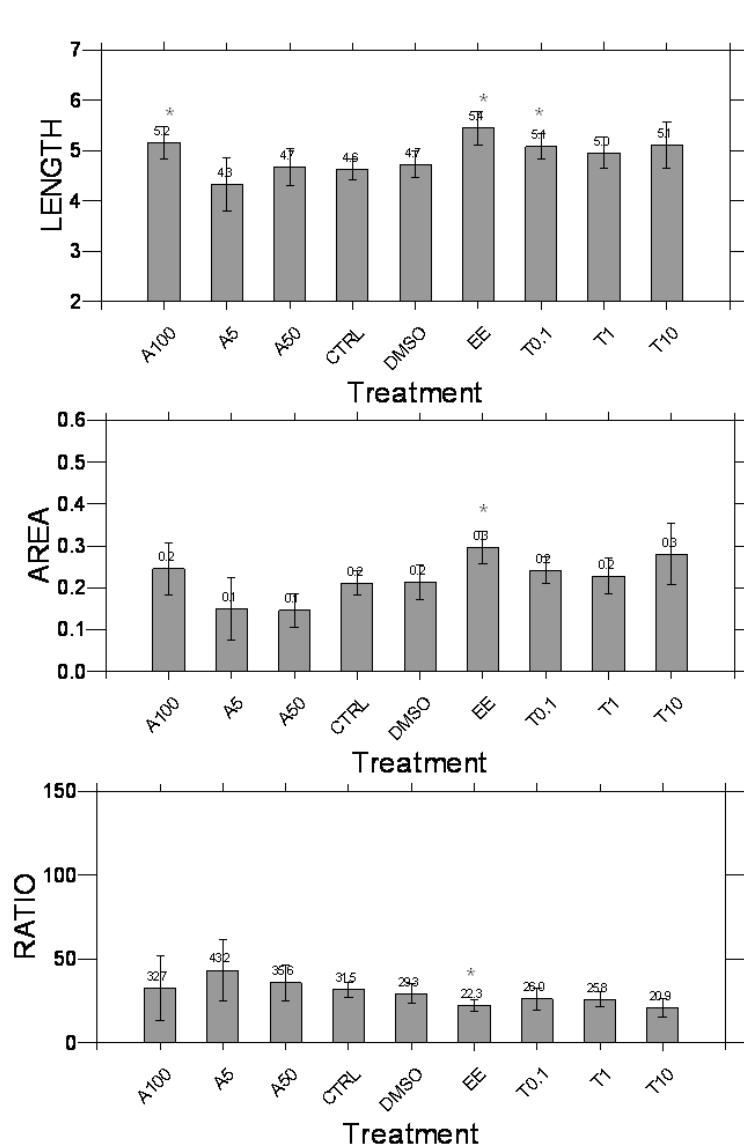 7
6
5
4
3
2
LENGTH
* * *
5.2 4.3 4.7 4.6 4.7 5.4 5.1 5.0 5.1
A100 A5 A50 CTRL DMSO EE T0.1 T1 T10
Treatment
0.6
0.5
0.4
0.3
0.2
0.1
0.0
AREA
*
0.2 0.1 0.1 0.2 0.2 0.3 0.2 0.2 0.3
A100 A5 A50 CTRL DMSO EE T0.1 T1 T10
Treatment
150
100
50
0
RATIO
*
32.7 43.2 35.6 31.5 29.3 22.3 26.0 25.8 20.9
A100 A5 A50 CTRL DMSO EE T0.1 T1 T10
Treatment